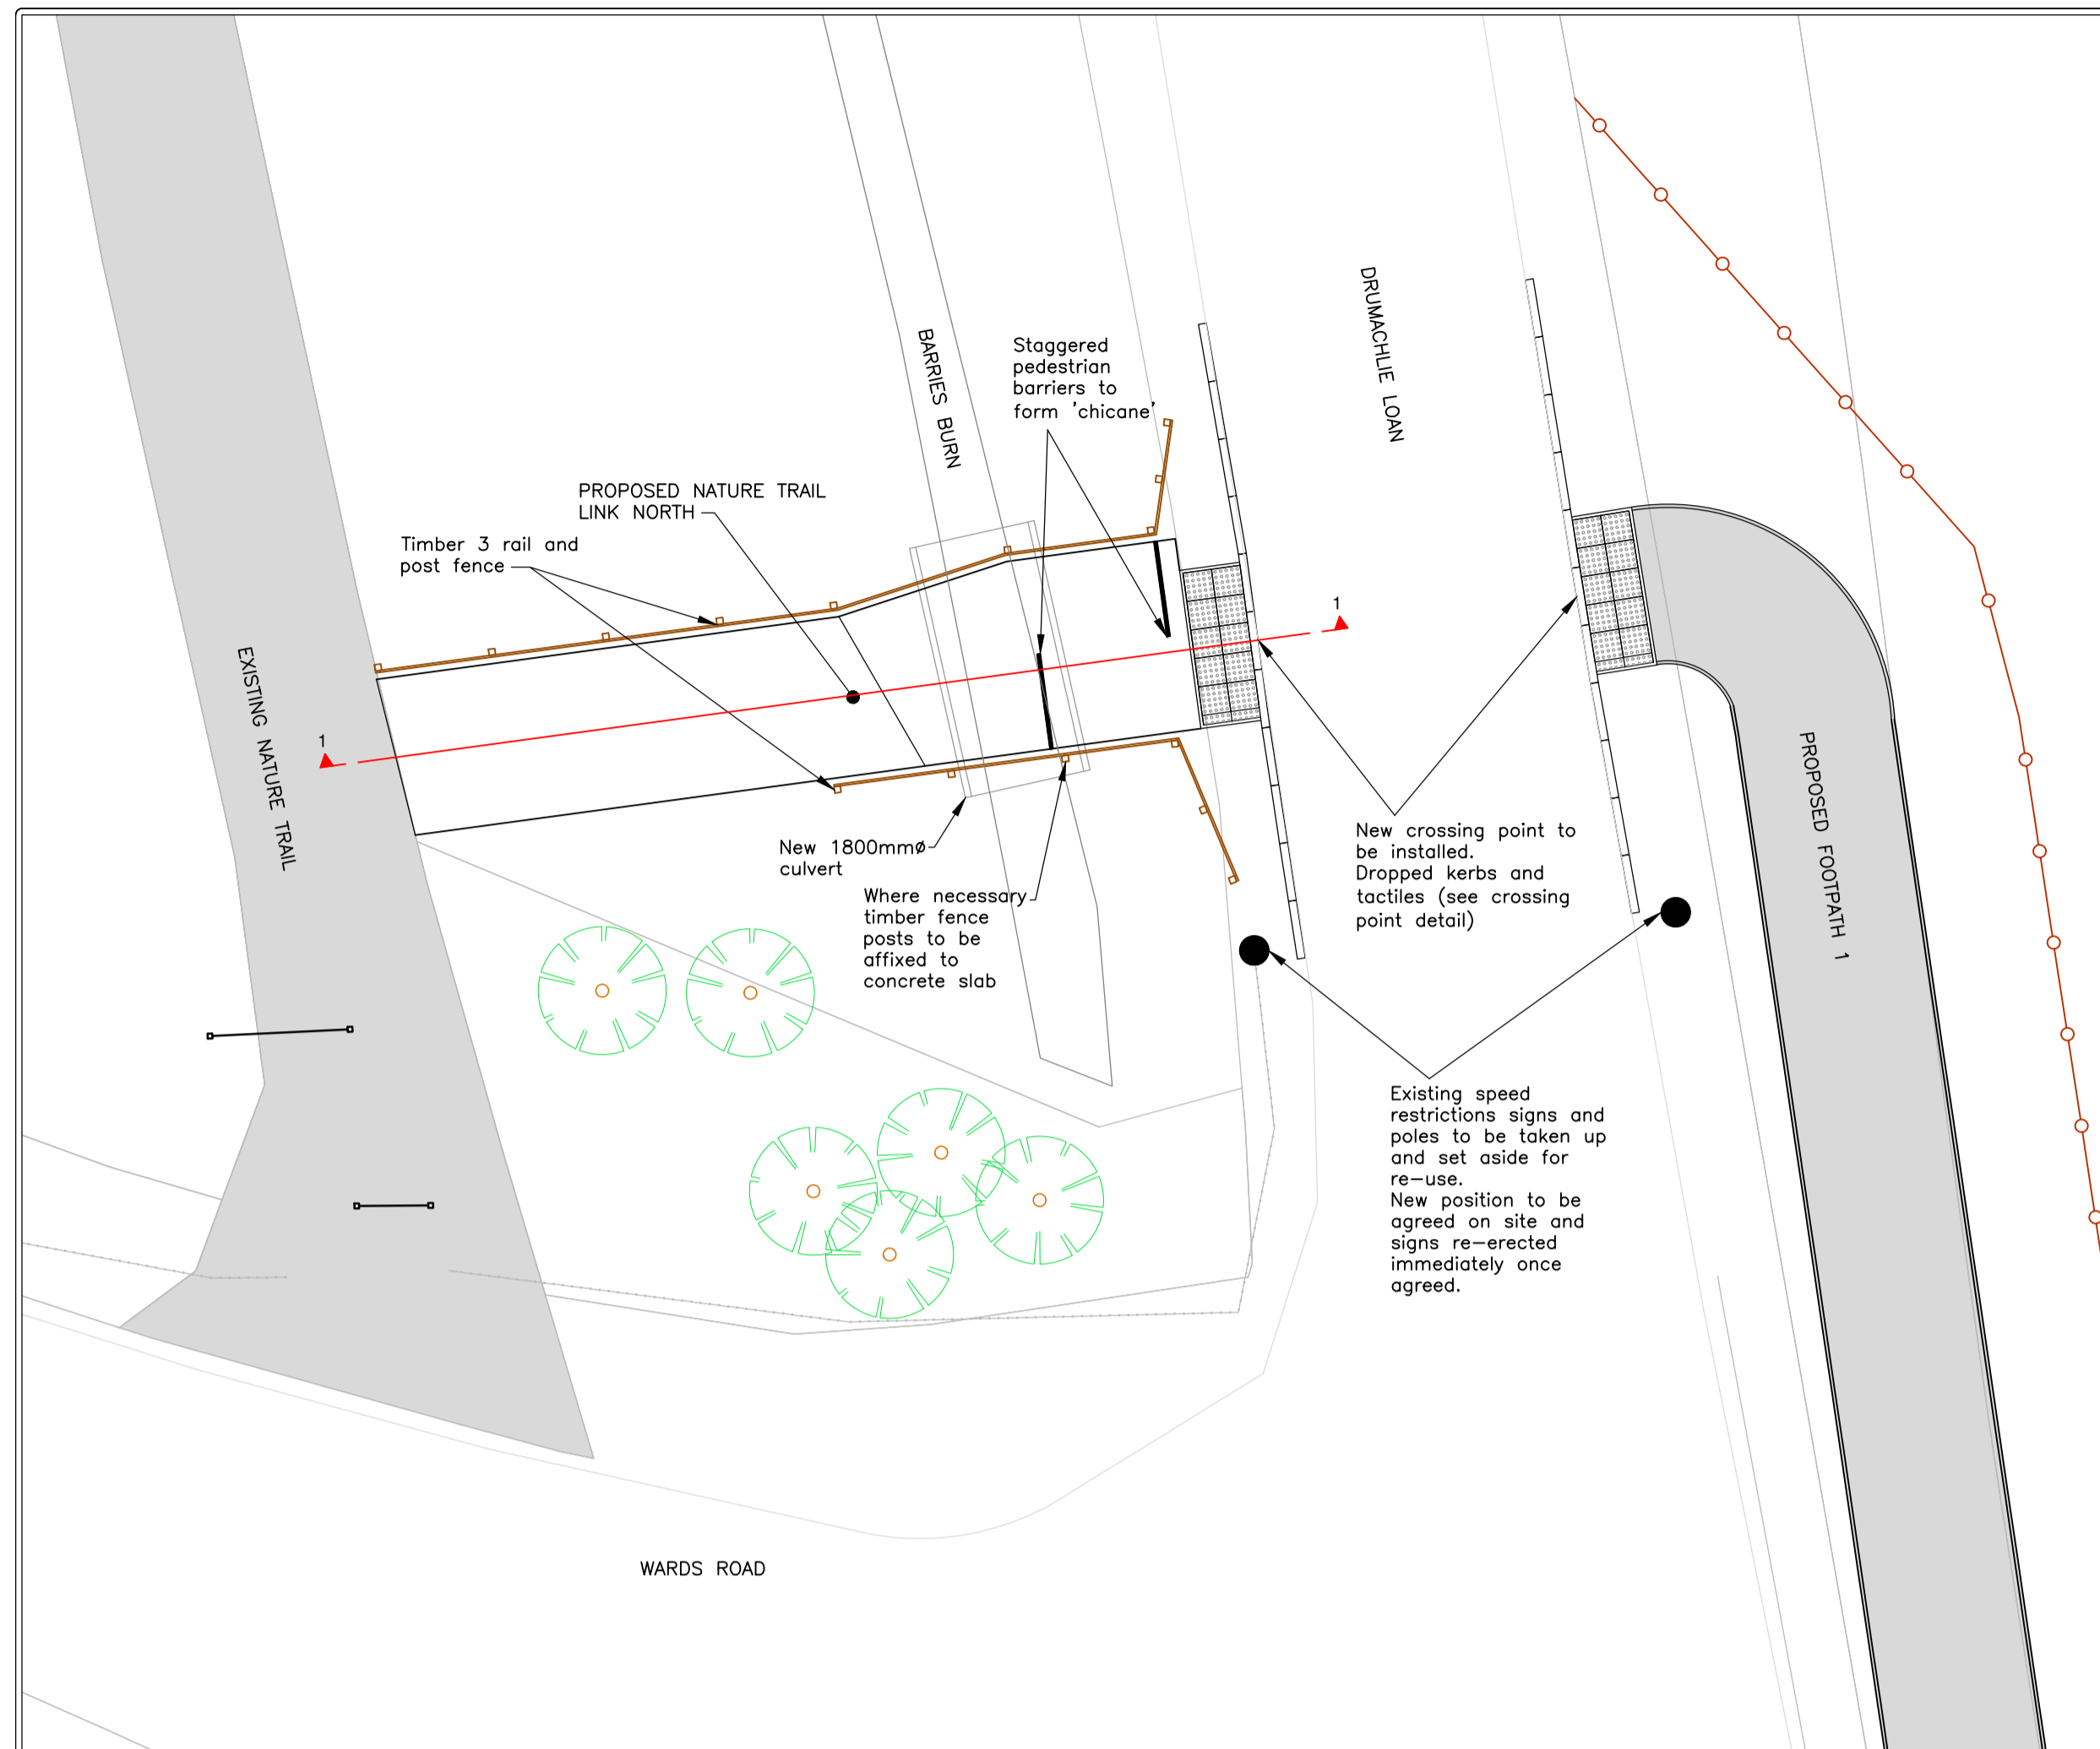 DRUMACHLIE LOAN
BARRIES BURN
Staggered
pedestrian
barriers to
form 'chicane'
PROPOSED NATURE TRAIL
LINK NORTH
Timber 3 rail and
post fence
1
1
EXISTING NATURE TRAIL
PROPOSED FOOTPATH 1
New 1800mmø
culvert
Where necessary
timber fence
posts to be
affixed to
concrete slab
New crossing point to
be installed.
Dropped kerbs and
tactiles (see crossing
point detail)
Existing speed
restrictions signs and
poles to be taken up
and set aside for
re-use.
New position to be
agreed on site and
signs re-erected
immediately once
agreed.
WARDS ROAD